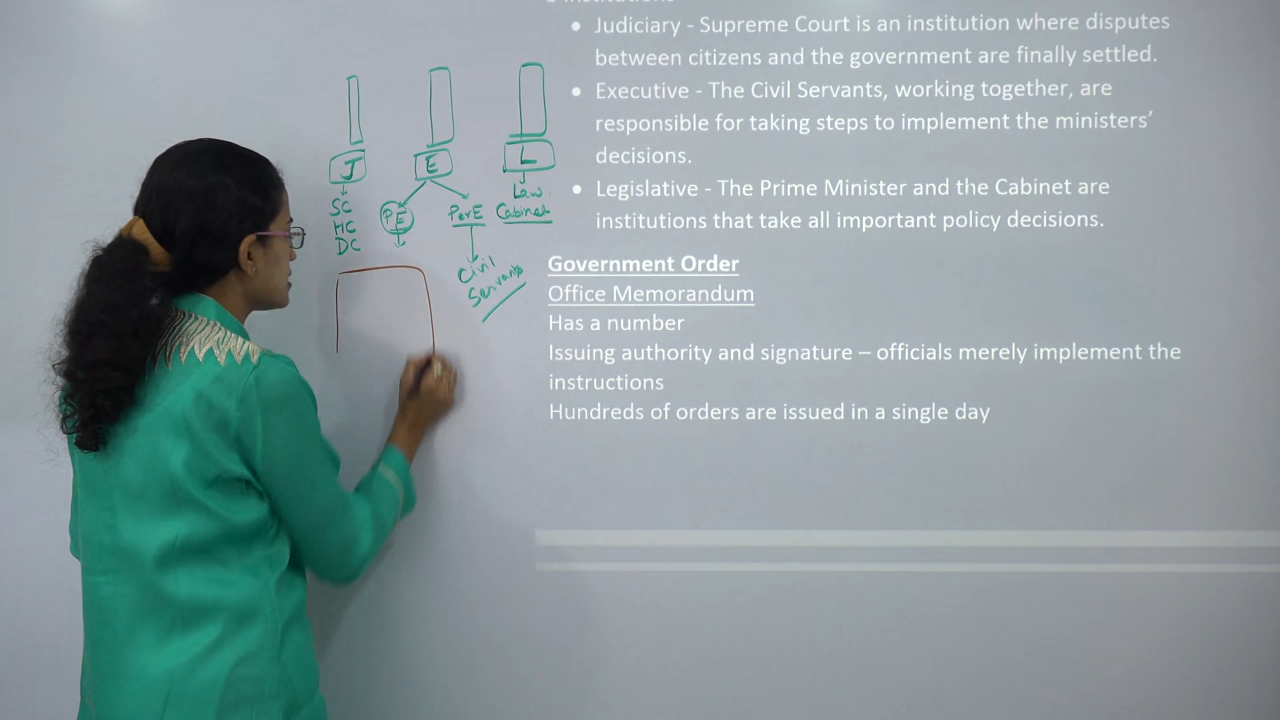 • Judiciary - Supreme Court is an institution where disputes
between citizens and the government are finally settled.
• Executive - The Civil Servants, working together, are
responsible for taking steps to implement the ministers’
decisions.
• Legislative - The Prime Minister and the Cabinet are
institutions that take all important policy decisions.
Government Order
Office Memorandum
Has a number
Issuing authority and signature – officials merely implement the
instructions
Hundreds of orders are issued in a single day
J
SC
HC
DC
E
PE
PerE
Civil
Servants
L
Law
Cabinet